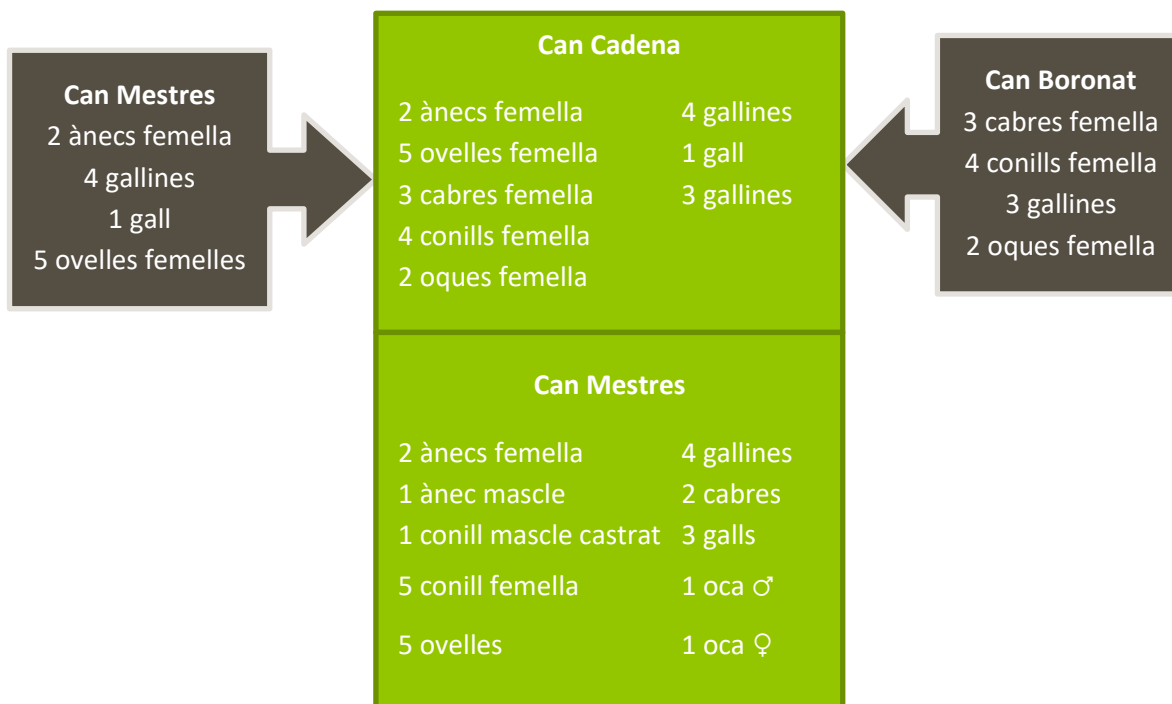 Can Mestres
2 ànecs femella
4 gallines
1 gall
5 ovelles femelles
Can Cadena
2 ànecs femella
5 ovelles femella
3 cabres femella
4 conills femella
2 oques femella
4 gallines
1 gall
3 gallines
Can Boronat
3 cabres femella
4 conills femella
3 gallines
2 oques femella
Can Mestres
2 ànecs femella
1 ànec mascle
1 conill mascle castrat
5 conill femella
5 ovelles
4 gallines
2 cabres
3 galls
1 oca ♂
1 oca ♀